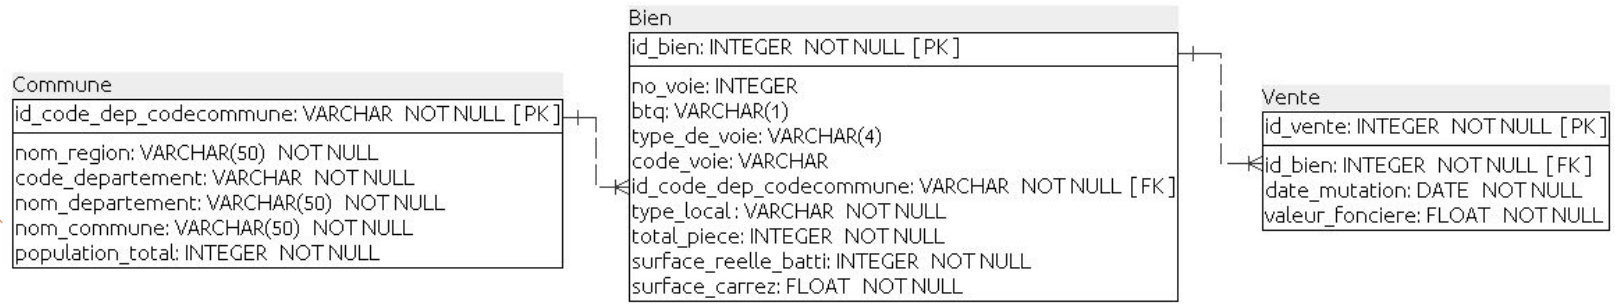 Commune
id_code_dep_codecommune: VARCHAR NOT NULL [ PK ]
nom_region: VARCHAR(50) NOT NULL
code_departement: VARCHAR NOT NULL
nom_departement: VARCHAR(50) NOT NULL
nom_commune: VARCHAR(50) NOT NULL
population_total: INTEGER NOT NULL
Bien
id_bien: INTEGER NOT NULL [ PK ]
no_voie: INTEGER
btq: VARCHAR(1)
type_de_voie: VARCHAR(4)
code_voie: VARCHAR
id_code_dep_codecommune: VARCHAR NOT NULL [ FK ]
type_local: VARCHAR NOT NULL
total_piece: INTEGER NOT NULL
surface_reelle_batti: INTEGER NOT NULL
surface_carrez: FLOAT NOT NULL
Vente
id_vente: INTEGER NOT NULL [ PK ]
id_bien: INTEGER NOT NULL [ FK ]
date_mutation: DATE NOT NULL
valeur_fonciere: FLOAT NOT NULL